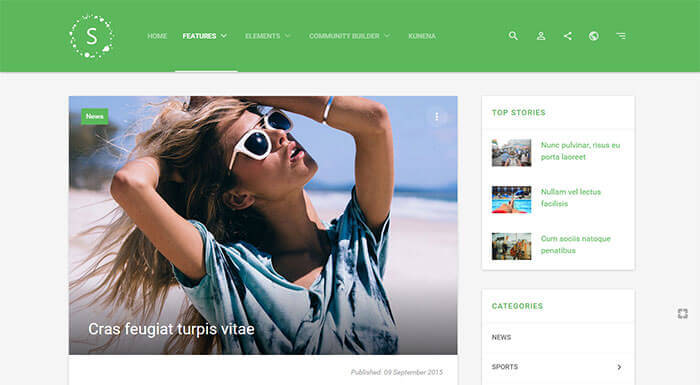 S
HOME FEATURES ELEMENTS COMMUNITY BUILDER KUNENA
News
Cras feugiat turpis vitae
Published: 09 September 2015
TOP STORIES
Nunc pulvinar, risus eu
porta laoreet
Nullam vel lectus
facilisis
Cum sociis natoque
penatibus
CATEGORIES
NEWS
SPORTS